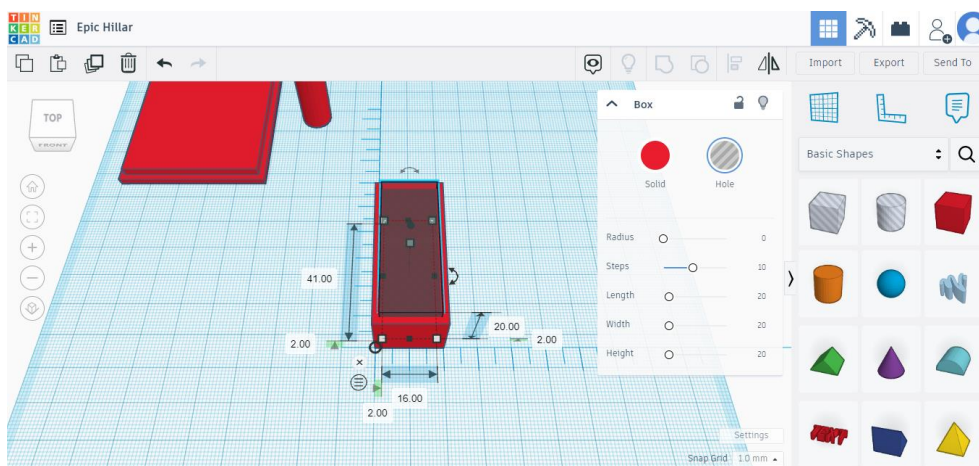 TIN
KER
CAD
Epic Hillar
Import
Export
Send To
TOP
FRONT
Box
Solid
Hole
Radius
0
Steps
10
Length
20
Width
20
Height
20
Basic Shapes
41.00
20.00
2.00
2.00
16.00
2.00
TEXT
Settings
Snap Grid
1.0 mm